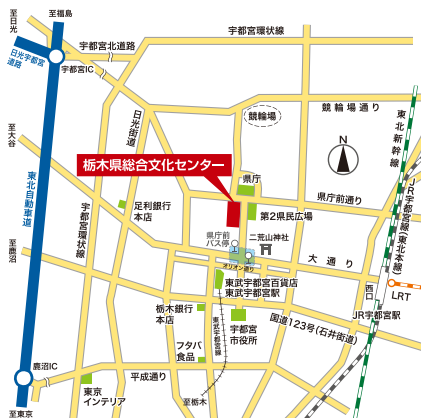 至日光
至福島
宇都宮環状線
宇都宮北道路
日光宇都宮
道路
宇都宮IC
競輪場
競輪場通り
日光街道
東北新幹線
N
至大谷
栃木県総合文化センター
県庁
県庁前通り
JR宇都宮線(東北本線)
東北自動車道
宇都宮環状線
足利銀行
本店
第2県民広場
県庁前
バス停
二荒山神社
至鹿沼
大通り
オリオン通り
東武宇都宮百貨店
東武宇都宮駅
西口
LRT
栃木銀行
本店
東武宇都宮線
宇都宮
市役所
国道123号(石井街道)
JR宇都宮駅
フタバ
食品
鹿沼IC
平成通り
東京
インテリア
至栃木
至東京